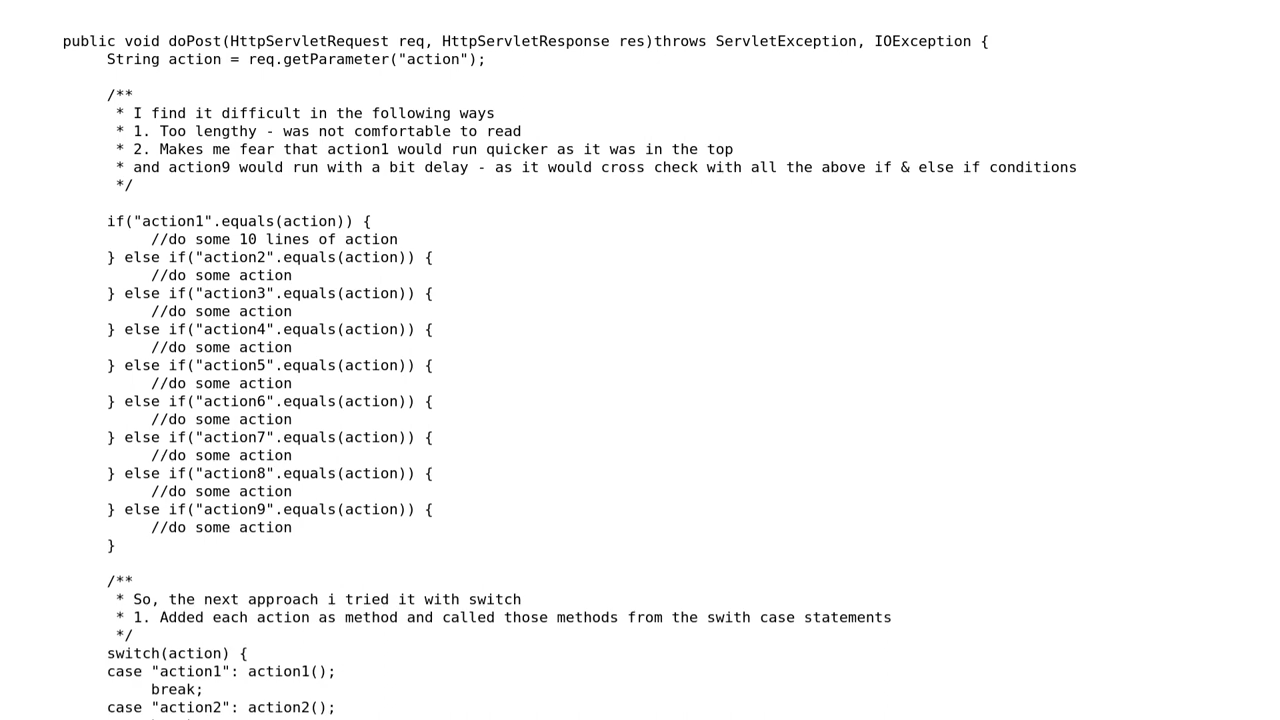 public void doPost(HttpServletRequest req, HttpServletResponse res)throws ServletException, IOException {
     String action = req.getParameter("action");

     /**
      * I find it difficult in the following ways
      * 1. Too lengthy - was not comfortable to read
      * 2. Makes me fear that action1 would run quicker as it was in the top
      * and action9 would run with a bit delay - as it would cross check with all the above if & else if conditions
      */

     if("action1".equals(action)) {
          //do some 10 lines of action
     } else if("action2".equals(action)) {
          //do some action
     } else if("action3".equals(action)) {
          //do some action
     } else if("action4".equals(action)) {
          //do some action
     } else if("action5".equals(action)) {
          //do some action
     } else if("action6".equals(action)) {
          //do some action
     } else if("action7".equals(action)) {
          //do some action
     } else if("action8".equals(action)) {
          //do some action
     } else if("action9".equals(action)) {
          //do some action
     }

     /**
      * So, the next approach i tried it with switch
      * 1. Added each action as method and called those methods from the swith case statements
      */
     switch(action) {
     case "action1": action1();
          break;
     case "action2": action2();